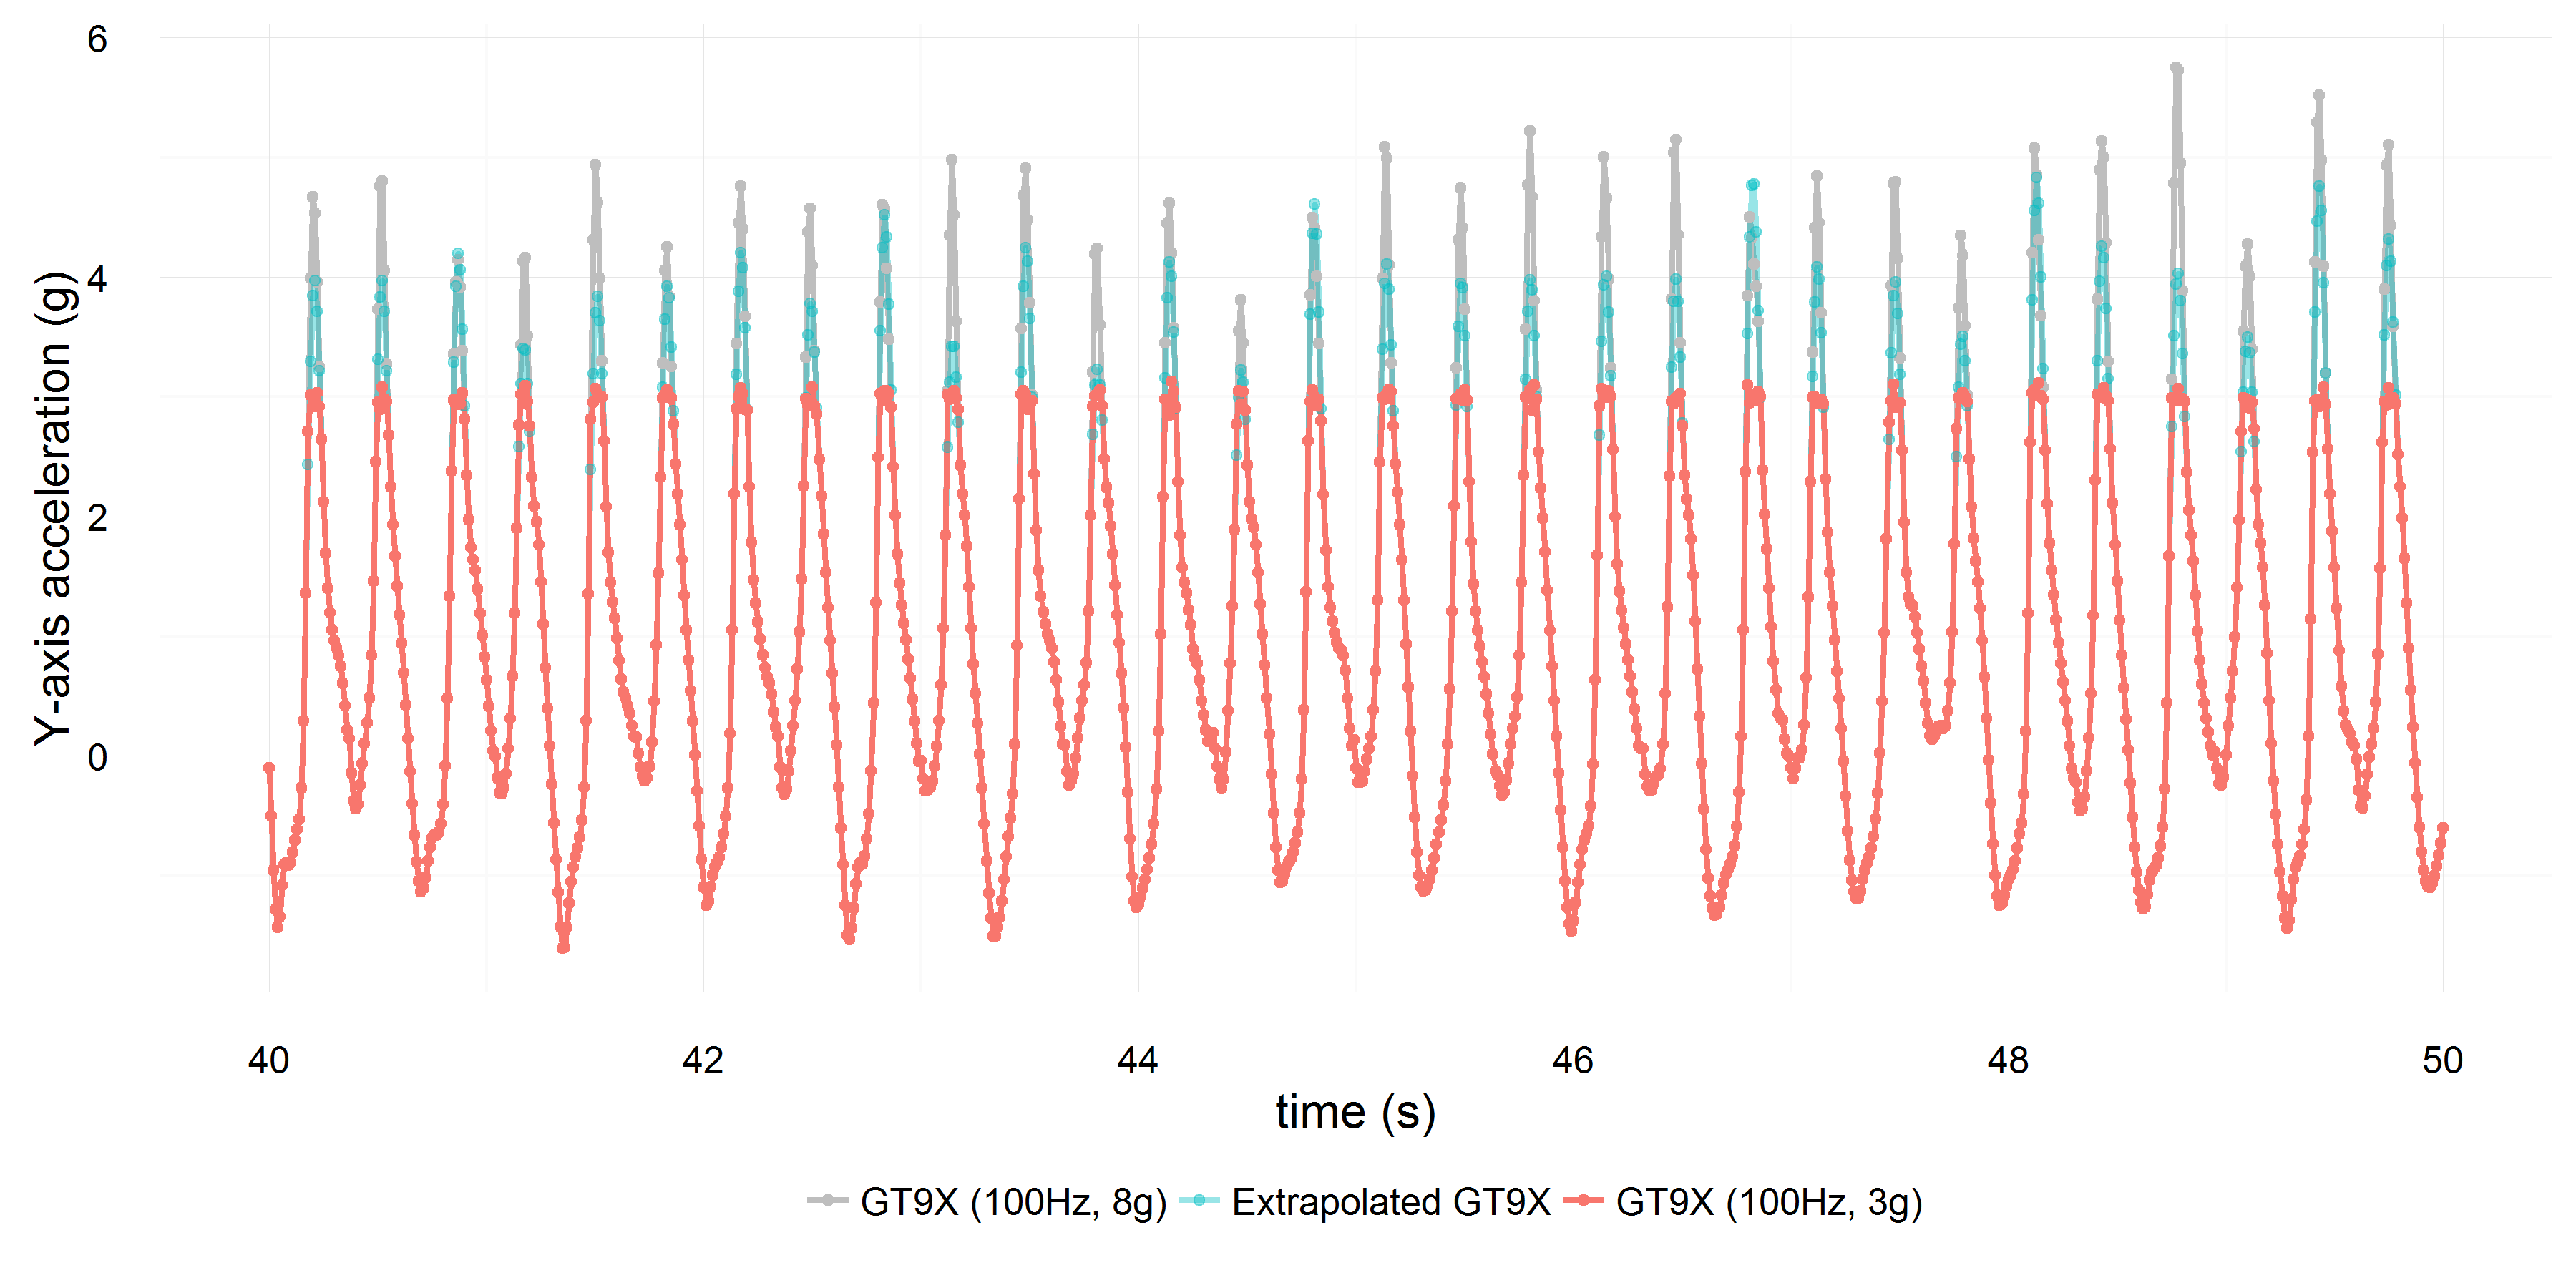 6
4
2
0
Y-axis acceleration (g)
40 42 44 46 48 50
time (s)
GT9X (100Hz, 8g) Extrapolated GT9X GT9X (100Hz, 3g)